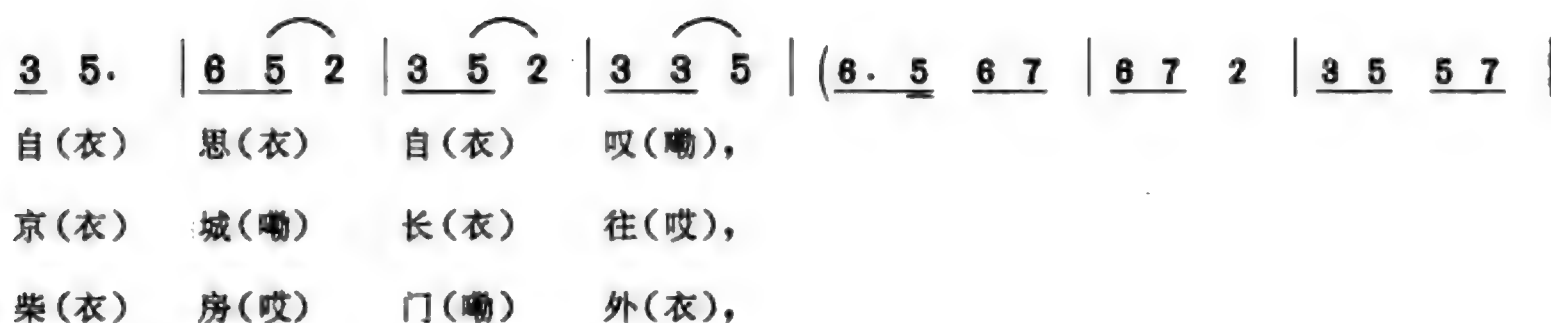 3 5. | 6 5 2 | 3 5 2 | 3 3 5 | (6. 5 6 7 | 6 7 2 | 3 5 5 7
自(衣) 思(衣) 自(衣) 叹(嘞),
京(衣) 城(嘞) 长(衣) 往(哎),
柴(衣) 房(哎) 门(嘞) 外(衣),